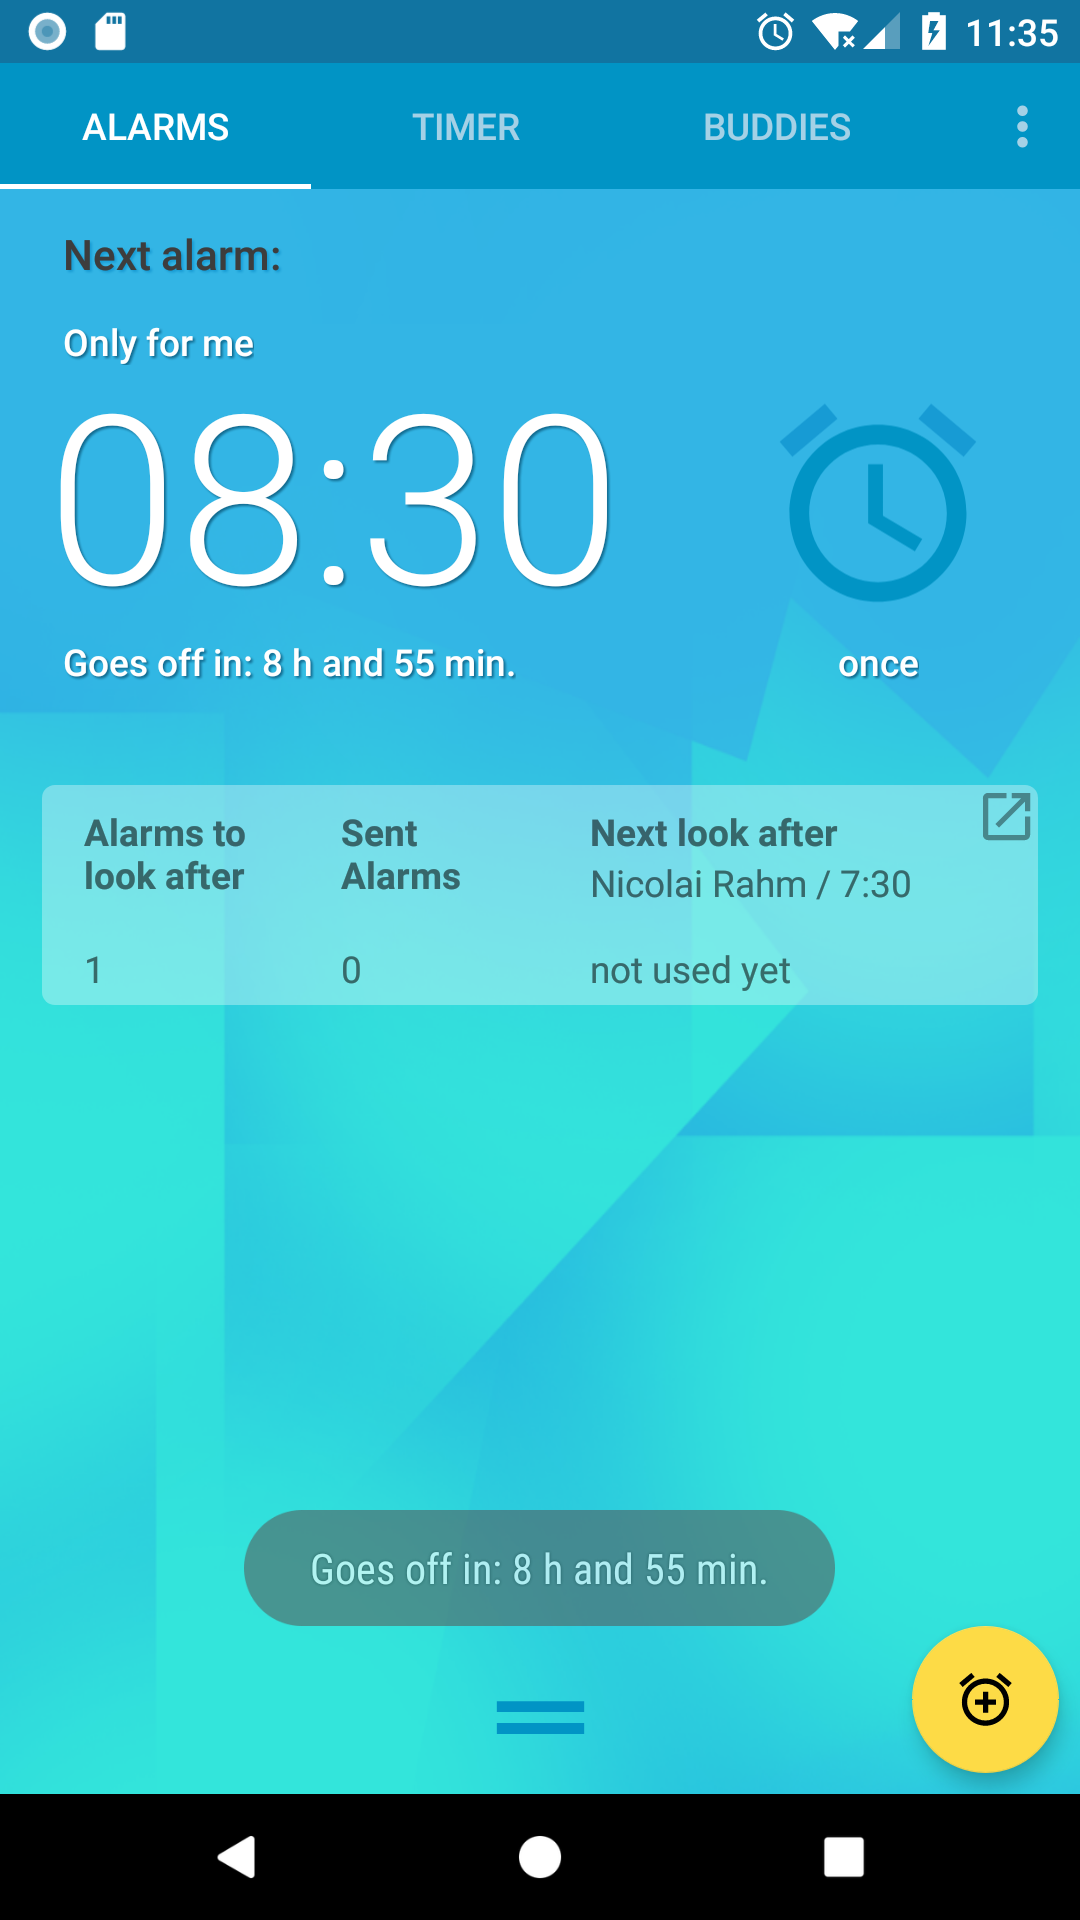 11:35
ALARMS TIMER BUDDIES
Next alarm:
Only for me
08:30
Goes off in: 8 h and 55 min. once
Alarms to look after
Sent Alarms
Next look after
Nicolai Rahm / 7:30
1 0 not used yet
Goes off in: 8 h and 55 min.